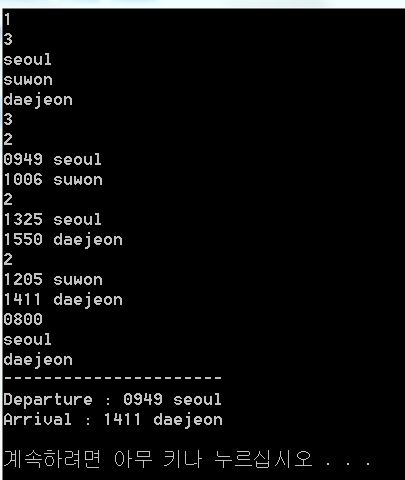 1
3
seoul
suwon
daejeon
3
2
0949 seoul
1006 suwon
2
1325 seoul
1550 daejeon
2
1205 suwon
1411 daejeon
0800
seoul
daejeon
----------------------
Departure : 0949 seoul
Arrival : 1411 daejeon

계속하려면 아무 키나 누르십시오 . . .